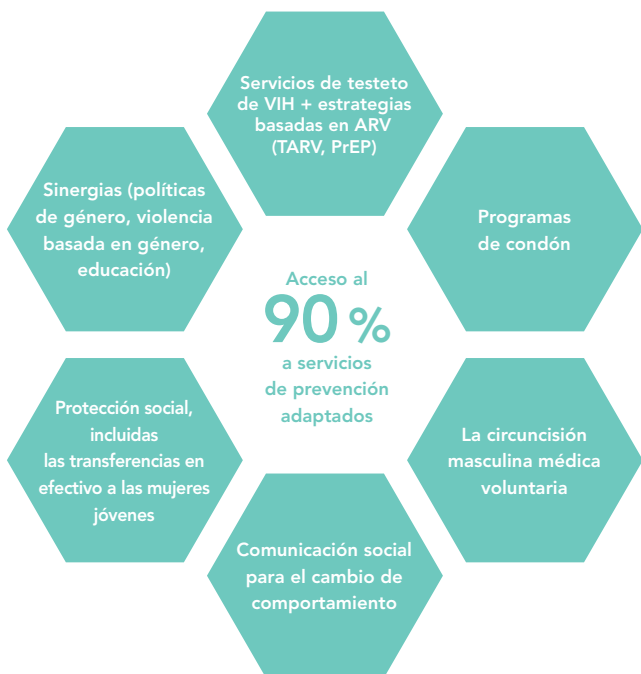 Servicios de testeto
de VIH + estrategias
basadas en ARV
(TARV, PrEP)
Programas
de condón
La circuncisión
masculina médica
voluntaria
Comunicación social
para el cambio de
comportamiento
Protección social,
incluidas
las transferencias en
efectivo a las mujeres
jóvenes
Sinergias (políticas
de género, violencia
basada en género,
educación)
Acceso al
90 %
a servicios
de prevención
adaptados